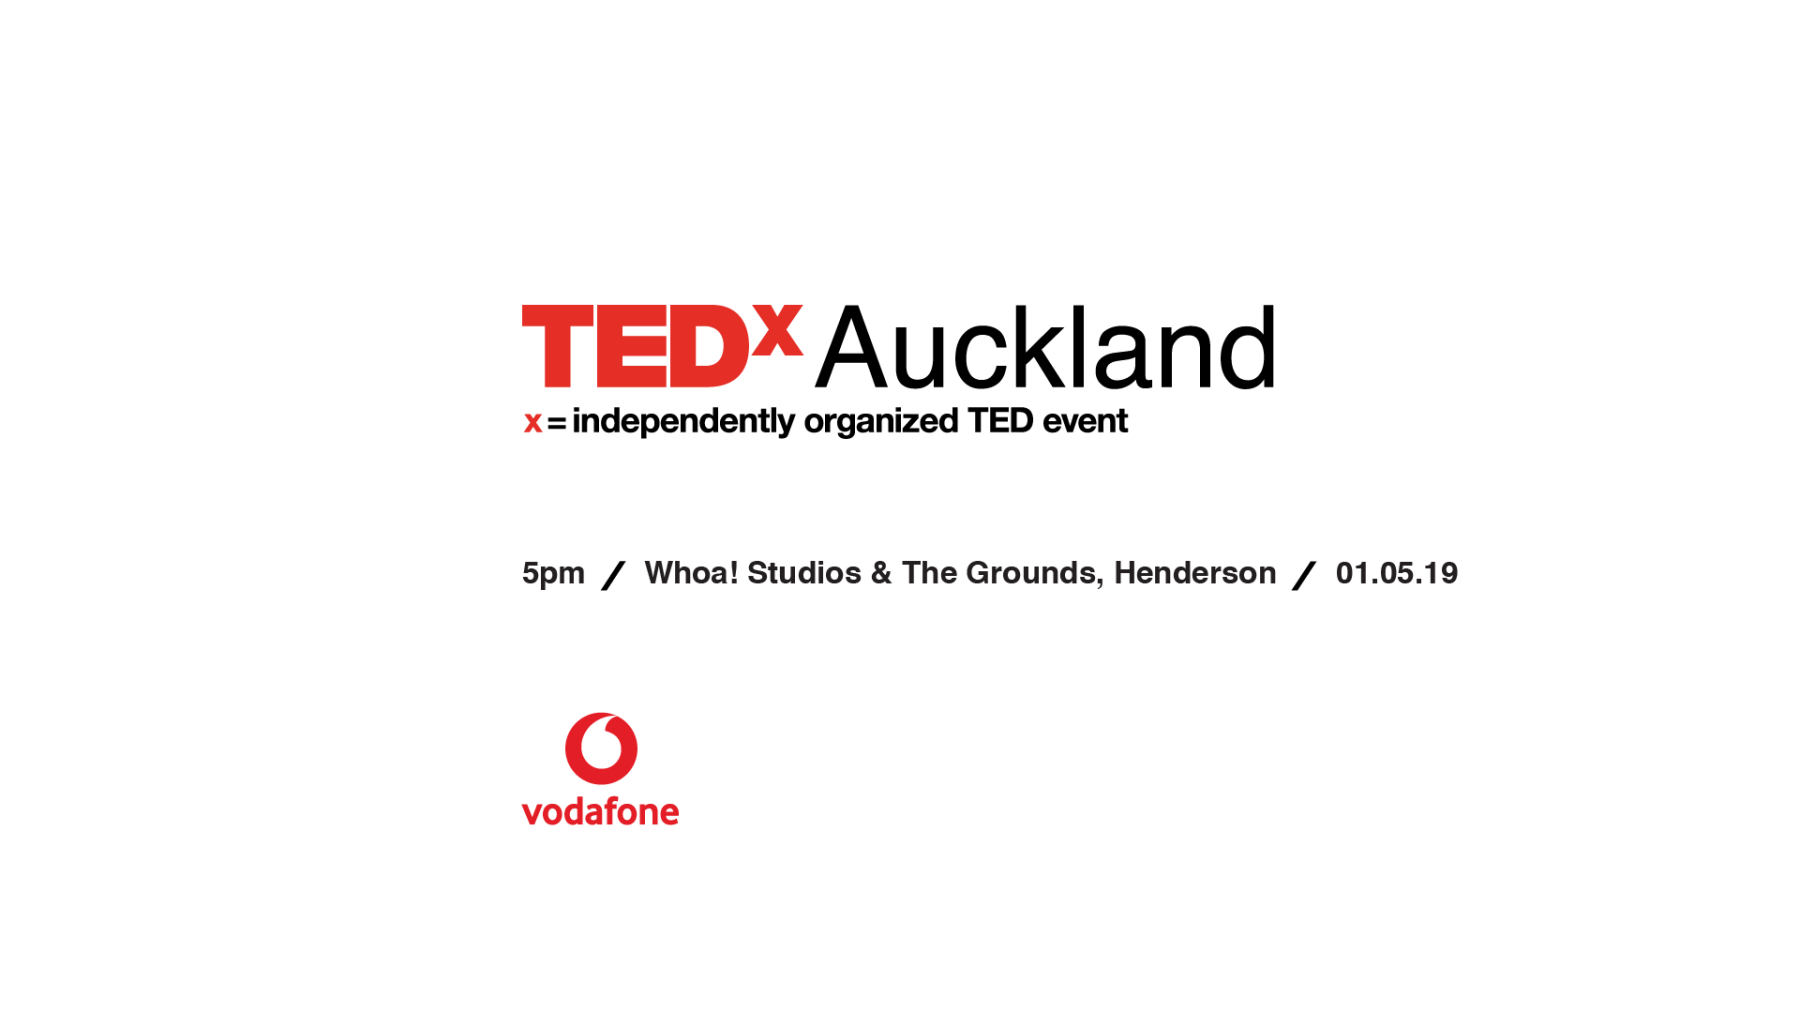 TEDx Auckland
x = independently organized TED event
5pm / Whoa! Studios & The Grounds, Henderson / 01.05.19
vodafone